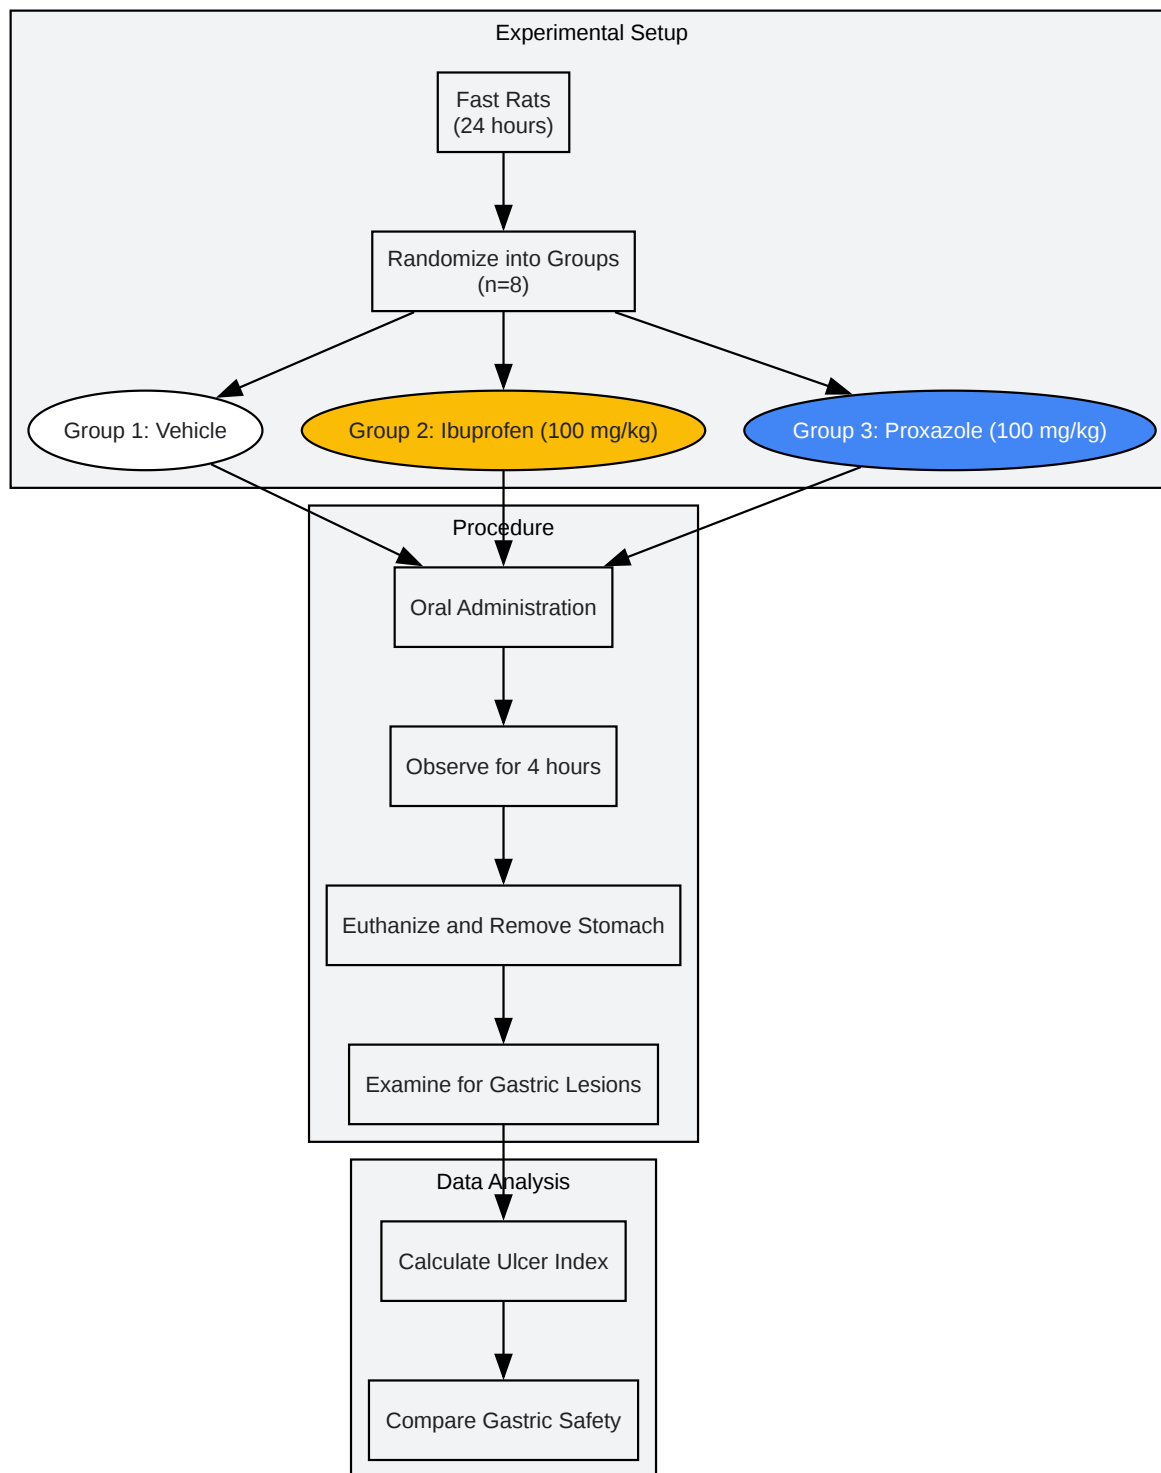 Experimental Setup
Fast Rats
(24 hours)
Randomize into Groups
(n=8)
Group 1: Vehicle
Group 2: Ibuprofen (100 mg/kg)
Group 3: Proxazole (100 mg/kg)
Procedure
Oral Administration
Observe for 4 hours
Euthanize and Remove Stomach
Examine for Gastric Lesions
Data Analysis
Calculate Ulcer Index
Compare Gastric Safety